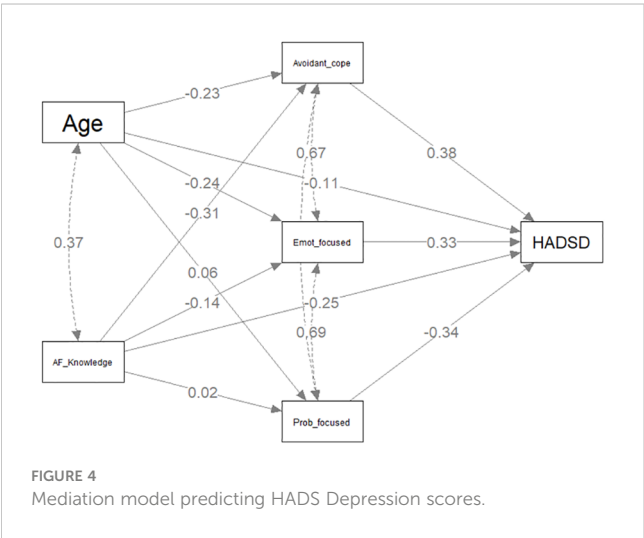 Avoidant_cope
-0.23
Age
0.67
0.38
-0.24
-0.11
-0.31
0.37
Emot_focused
0.33
HADSD
0.06
-0.14
-0.25
0.69
-0.34
AF_Knowledge
0.02
Prob_focused
FIGURE 4
Mediation model predicting HADS Depression scores.